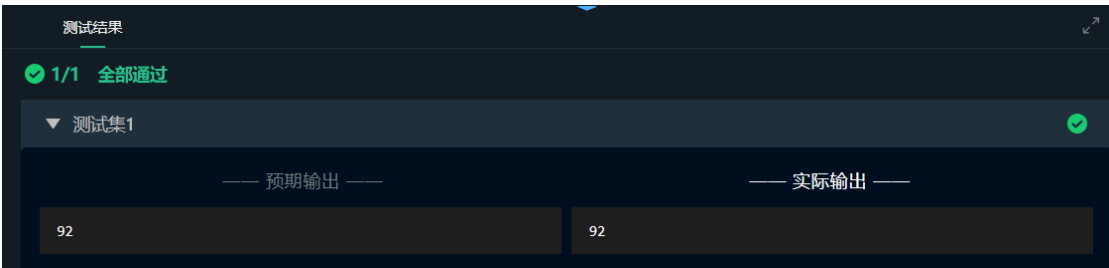 测试结果
1/1 全部通过
测试集1
—— 预期输出 —— —— 实际输出 ——
92 92